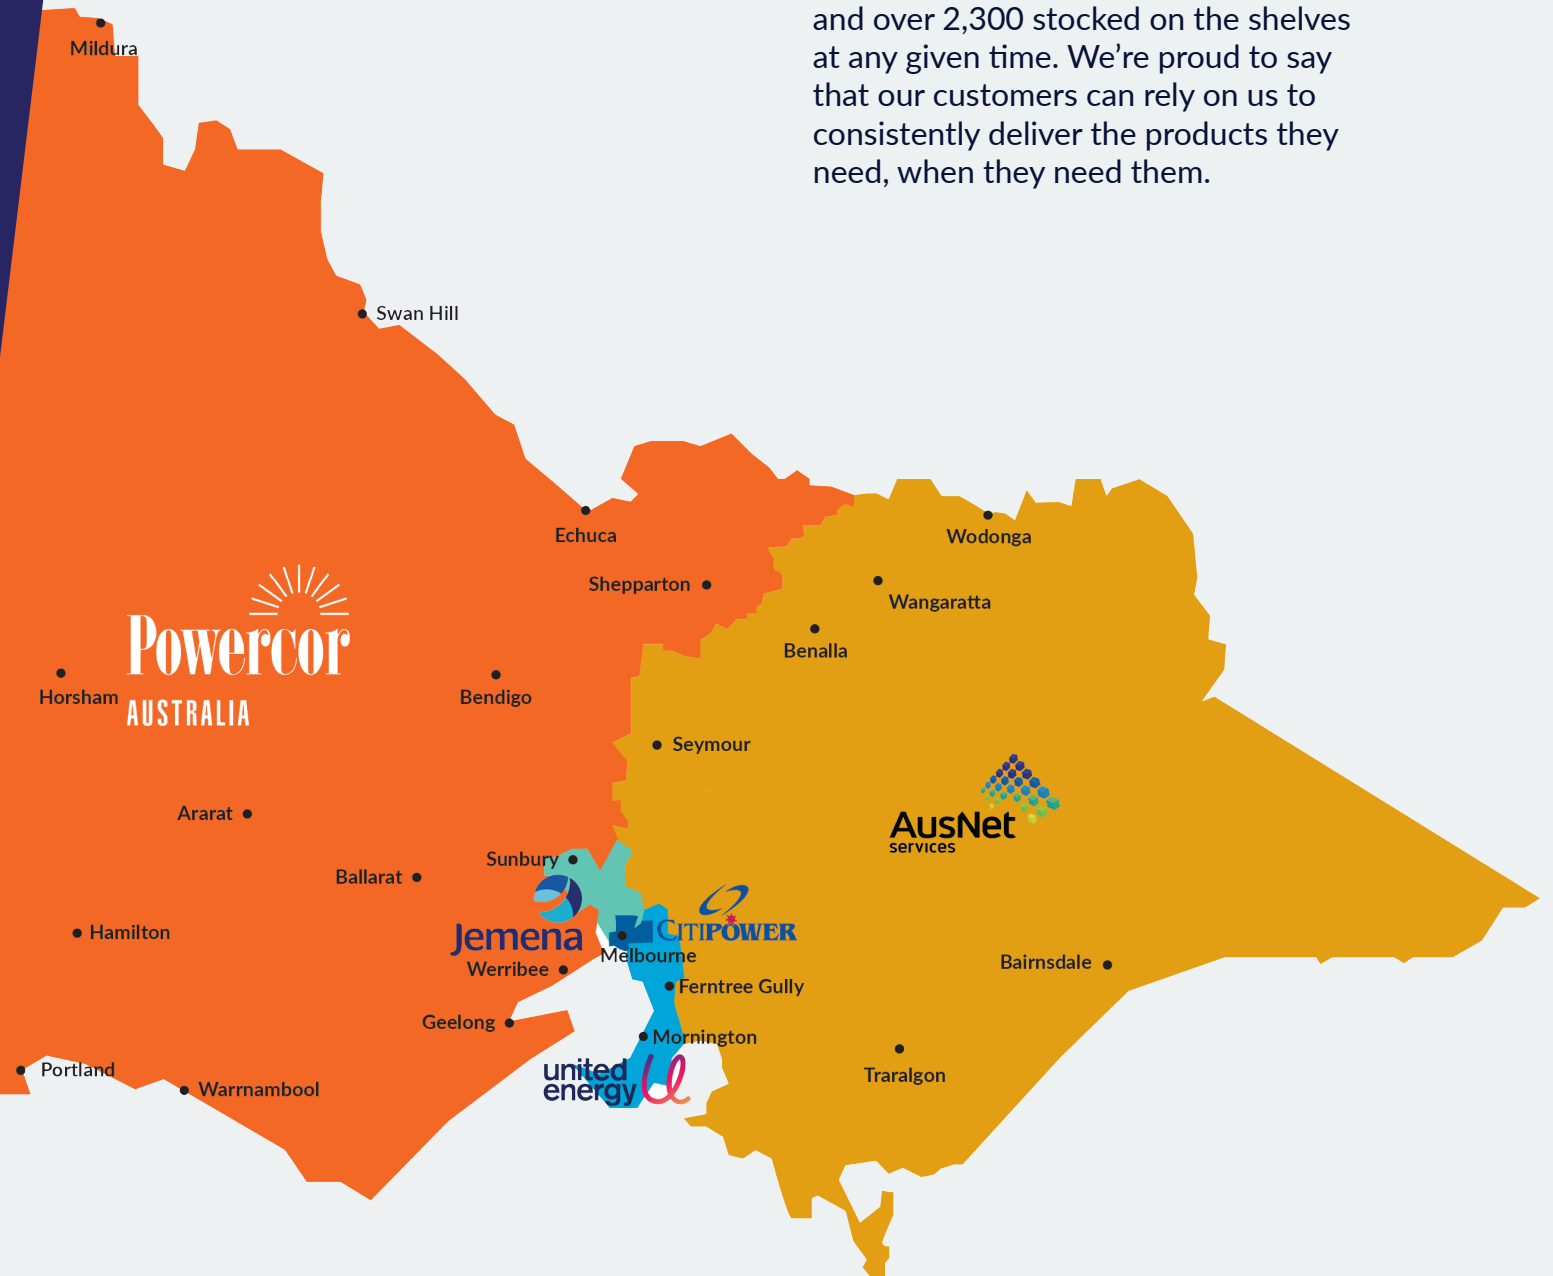 and over 2,300 stocked on the shelves
at any given time. We’re proud to say
that our customers can rely on us to
consistently deliver the products they
need, when they need them.
Mildura
Swan Hill
Echuca
Wodonga
Shepparton
Wangaratta
Benalla
Powercor
AUSTRALIA
Horsham
Bendigo
Seymour
Ararat
AusNet
services
Sunbury
Ballarat
Hamilton
Jemena
CITIPOWER
Melbourne
Werribee
Bairnsdale
Ferntree Gully
Geelong
Mornington
Portland
united
energy
Traralgon
Warrnambool